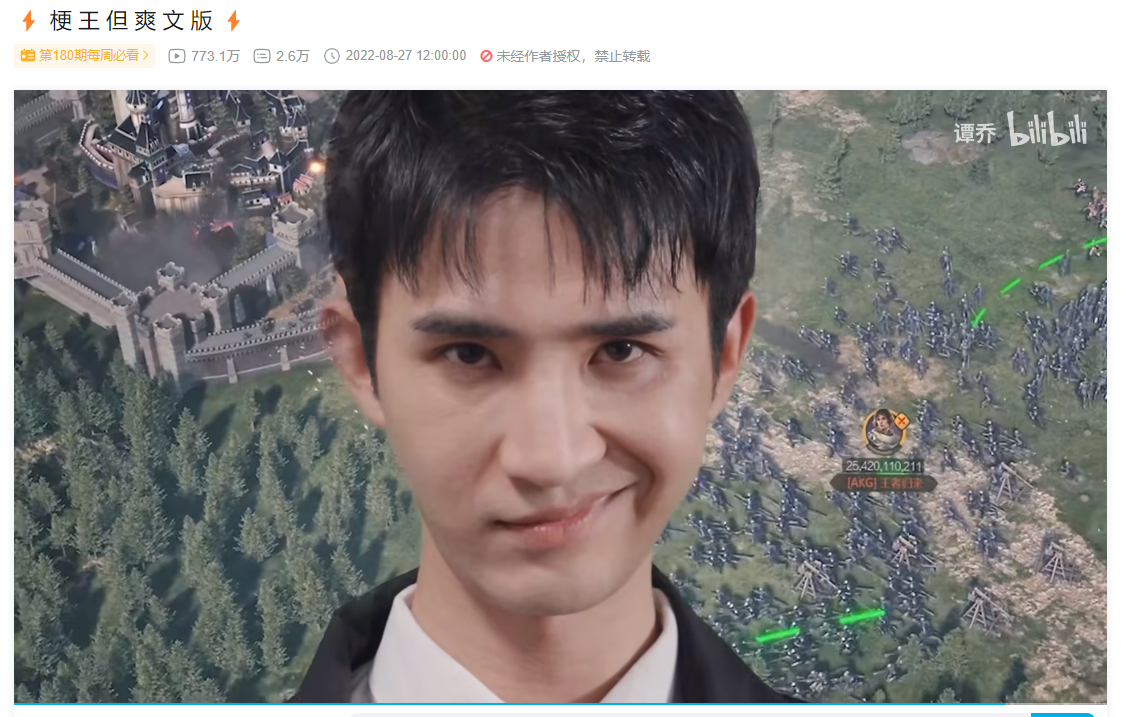 ⚡ 梗王但爽文版 ⚡
第180期每周必看 > 773.1万 2.6万 2022-08-27 12:00:00 未经作者授权，禁止转载
谭乔 bilibili
25,420,110,211
[AKG] 王者归来